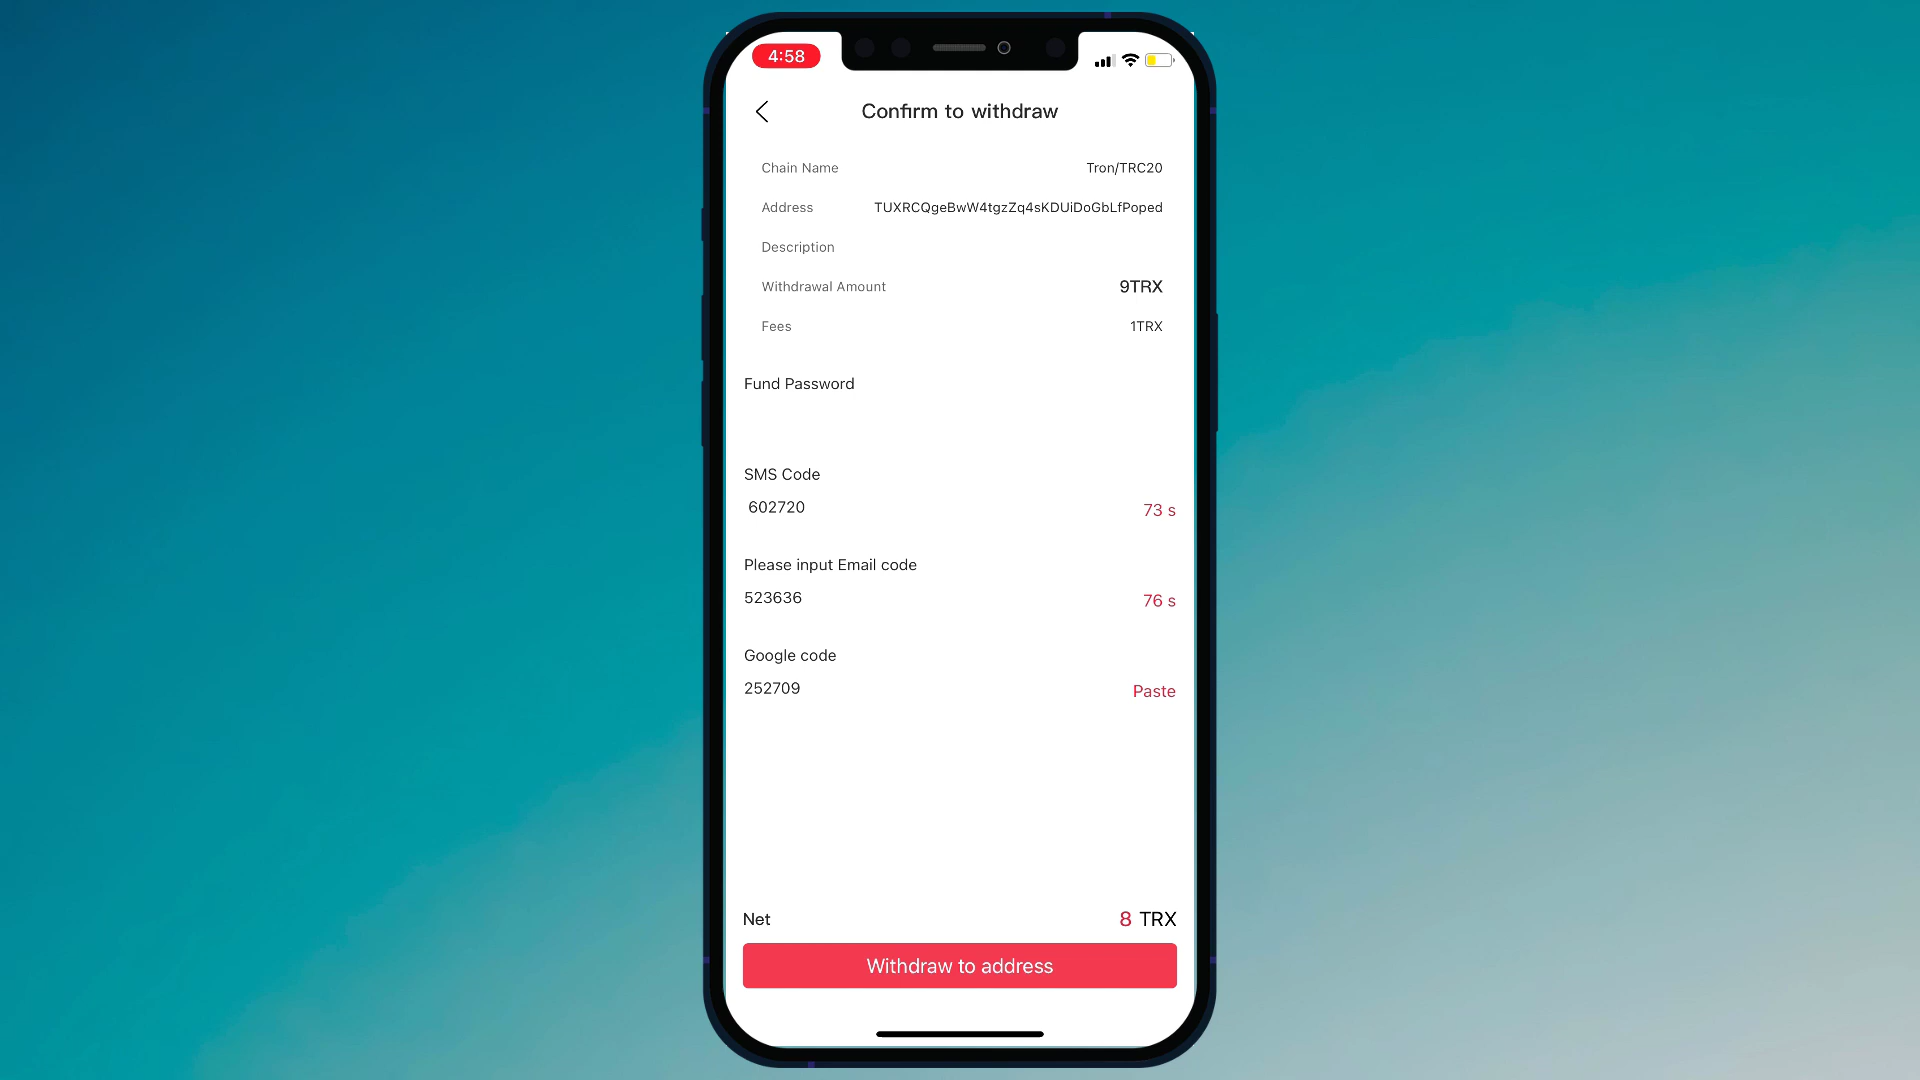 4:58
Confirm to withdraw
Chain Name Tron/TRC20
Address TUXRCQgeBwW4tgzZq4sKDUiDoGbLfPoped
Description
Withdrawal Amount 9TRX
Fees 1TRX
Fund Password
SMS Code
602720 73 s
Please input Email code
523636 76 s
Google code
252709 Paste
Net 8 TRX
Withdraw to address